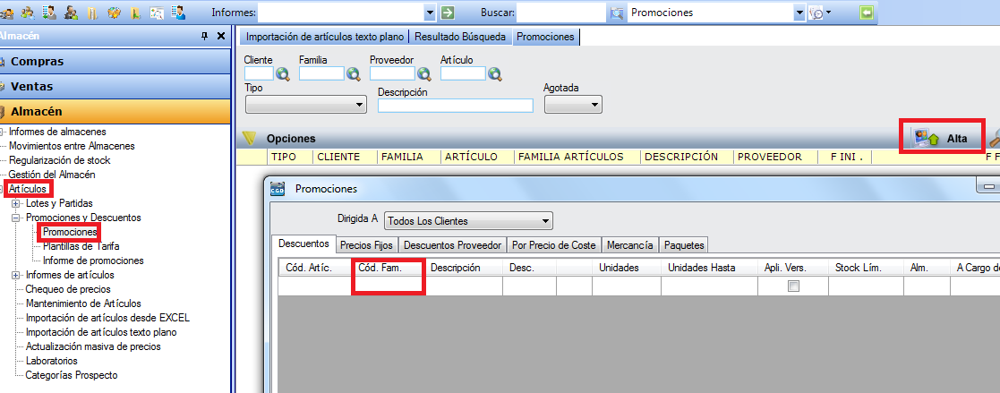 Informes: Buscar: Promociones
Almacén
Compras
Ventas
Almacén
Informes de almacenes
Movimientos entre Almacenes
Regularización de stock
Gestión del Almacén
Artículos
Lotes y Partidas
Promociones y Descuentos
Promociones
Plantillas de Tarifa
Informe de promociones
Informes de artículos
Chequeo de precios
Mantenimiento de Artículos
Importación de artículos desde EXCEL
Importación de artículos texto plano
Actualización masiva de precios
Laboratorios
Categorías Prospecto
Importación de artículos texto plano Resultado Búsqueda Promociones
Cliente Familia Proveedor Artículo
Tipo Descripción Agotada
Opciones Alta
TIPO CLIENTE FAMILIA ARTÍCULO FAMILIA ARTÍCULOS DESCRIPCIÓN PROVEEDOR F INI . F F
CGD Promociones
Dirigida A Todos Los Clientes
Descuentos Precios Fijos Descuentos Proveedor Por Precio de Coste Mercancía Paquetes
Cód. Artíc. Cód. Fam. Descripción Desc. Unidades Unidades Hasta Apli. Vers. Stock Lím. Alm. A Cargo de